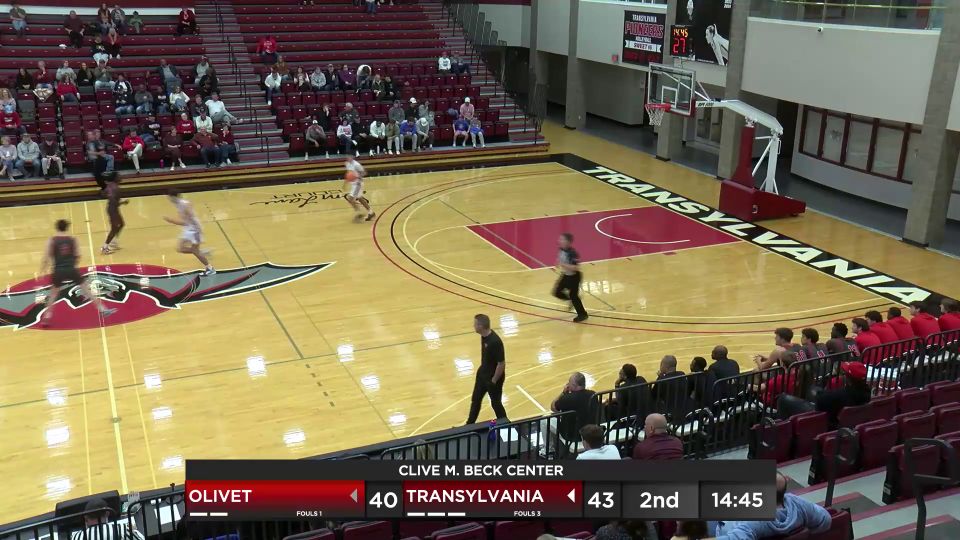 TRANSYLVANIA
PIONEERS
14:45
27
TRANSYLVANIA
CLIVE M. BECK CENTER
OLIVET
FOULS 1
40
TRANSYLVANIA
FOULS 3
43
2nd
14:45